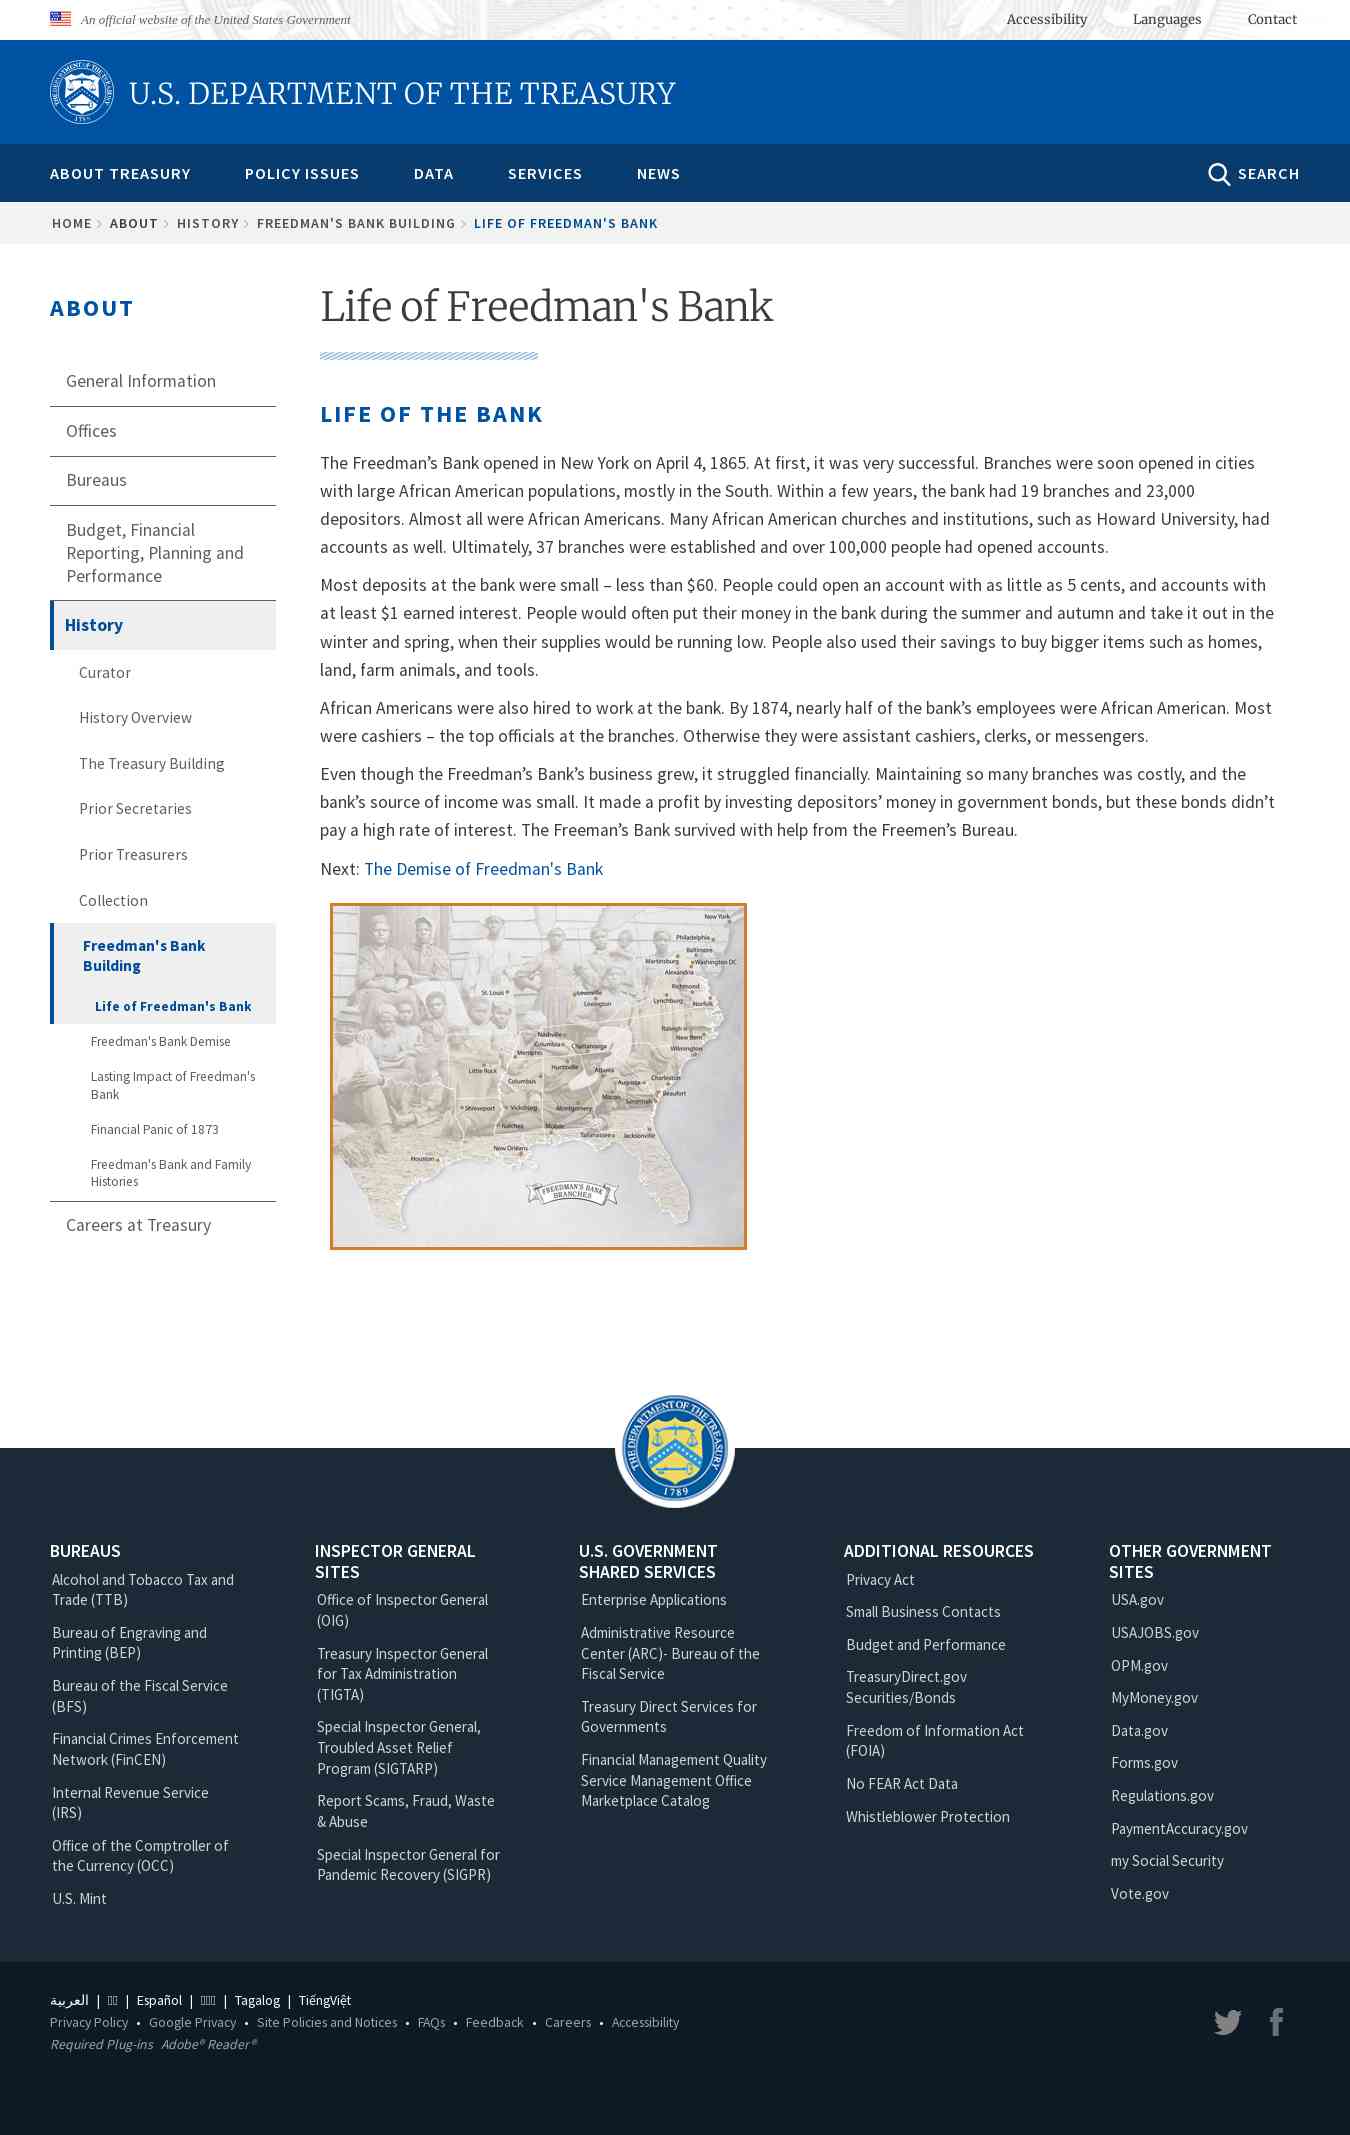 An official website of the United States Government
Accessibility Languages Contact
U.S. DEPARTMENT OF THE TREASURY
ABOUT TREASURY POLICY ISSUES DATA SERVICES NEWS SEARCH
HOME ABOUT HISTORY FREEDMAN'S BANK BUILDING LIFE OF FREEDMAN'S BANK
ABOUT
General Information
Offices
Bureaus
Budget, Financial
Reporting, Planning and
Performance
History
Curator
History Overview
The Treasury Building
Prior Secretaries
Prior Treasurers
Collection
Freedman's Bank
Building
Life of Freedman's Bank
Freedman's Bank Demise
Lasting Impact of Freedman's
Bank
Financial Panic of 1873
Freedman's Bank and Family
Histories
Careers at Treasury
Life of Freedman's Bank
LIFE OF THE BANK
The Freedman’s Bank opened in New York on April 4, 1865. At first, it was very successful. Branches were soon opened in cities
with large African American populations, mostly in the South. Within a few years, the bank had 19 branches and 23,000
depositors. Almost all were African Americans. Many African American churches and institutions, such as Howard University, had
accounts as well. Ultimately, 37 branches were established and over 100,000 people had opened accounts.
Most deposits at the bank were small – less than $60. People could open an account with as little as 5 cents, and accounts with
at least $1 earned interest. People would often put their money in the bank during the summer and autumn and take it out in the
winter and spring, when their supplies would be running low. People also used their savings to buy bigger items such as homes,
land, farm animals, and tools.
African Americans were also hired to work at the bank. By 1874, nearly half of the bank’s employees were African American. Most
were cashiers – the top officials at the branches. Otherwise they were assistant cashiers, clerks, or messengers.
Even though the Freedman’s Bank’s business grew, it struggled financially. Maintaining so many branches was costly, and the
bank’s source of income was small. It made a profit by investing depositors’ money in government bonds, but these bonds didn’t
pay a high rate of interest. The Freeman’s Bank survived with help from the Freemen’s Bureau.
Next: The Demise of Freedman's Bank
New York
Philadelphia
Baltimore
Martinsburg
Washington DC
Alexandria
Richmond
St. Louis
Louisville
Lexington
Lynchburg
Norfolk
Raleigh
New Bern
Nashville
Columbia
Chattanooga
Wilmington
Memphis
Huntsville
Little Rock
Atlanta
Columbus
Augusta
Charleston
Macon
Beaufort
Savannah
Shreveport
Vicksburg
Montgomery
Natchez
Mobile
Tallahassee
Jacksonville
New Orleans
Houston
FREEDMAN'S BANK
BRANCHES
THE DEPARTMENT OF THE TREASURY
1789
BUREAUS
Alcohol and Tobacco Tax and
Trade (TTB)
Bureau of Engraving and
Printing (BEP)
Bureau of the Fiscal Service
(BFS)
Financial Crimes Enforcement
Network (FinCEN)
Internal Revenue Service
(IRS)
Office of the Comptroller of
the Currency (OCC)
U.S. Mint
INSPECTOR GENERAL
SITES
Office of Inspector General
(OIG)
Treasury Inspector General
for Tax Administration
(TIGTA)
Special Inspector General,
Troubled Asset Relief
Program (SIGTARP)
Report Scams, Fraud, Waste
& Abuse
Special Inspector General for
Pandemic Recovery (SIGPR)
U.S. GOVERNMENT
SHARED SERVICES
Enterprise Applications
Administrative Resource
Center (ARC)- Bureau of the
Fiscal Service
Treasury Direct Services for
Governments
Financial Management Quality
Service Management Office
Marketplace Catalog
ADDITIONAL RESOURCES
Privacy Act
Small Business Contacts
Budget and Performance
TreasuryDirect.gov
Securities/Bonds
Freedom of Information Act
(FOIA)
No FEAR Act Data
Whistleblower Protection
OTHER GOVERNMENT
SITES
USA.gov
USAJOBS.gov
OPM.gov
MyMoney.gov
Data.gov
Forms.gov
Regulations.gov
PaymentAccuracy.gov
my Social Security
Vote.gov
العربية | | Español | | Tagalog | TiếngViệt
Privacy Policy • Google Privacy • Site Policies and Notices • FAQs • Feedback • Careers • Accessibility
Required Plug-ins Adobe® Reader®